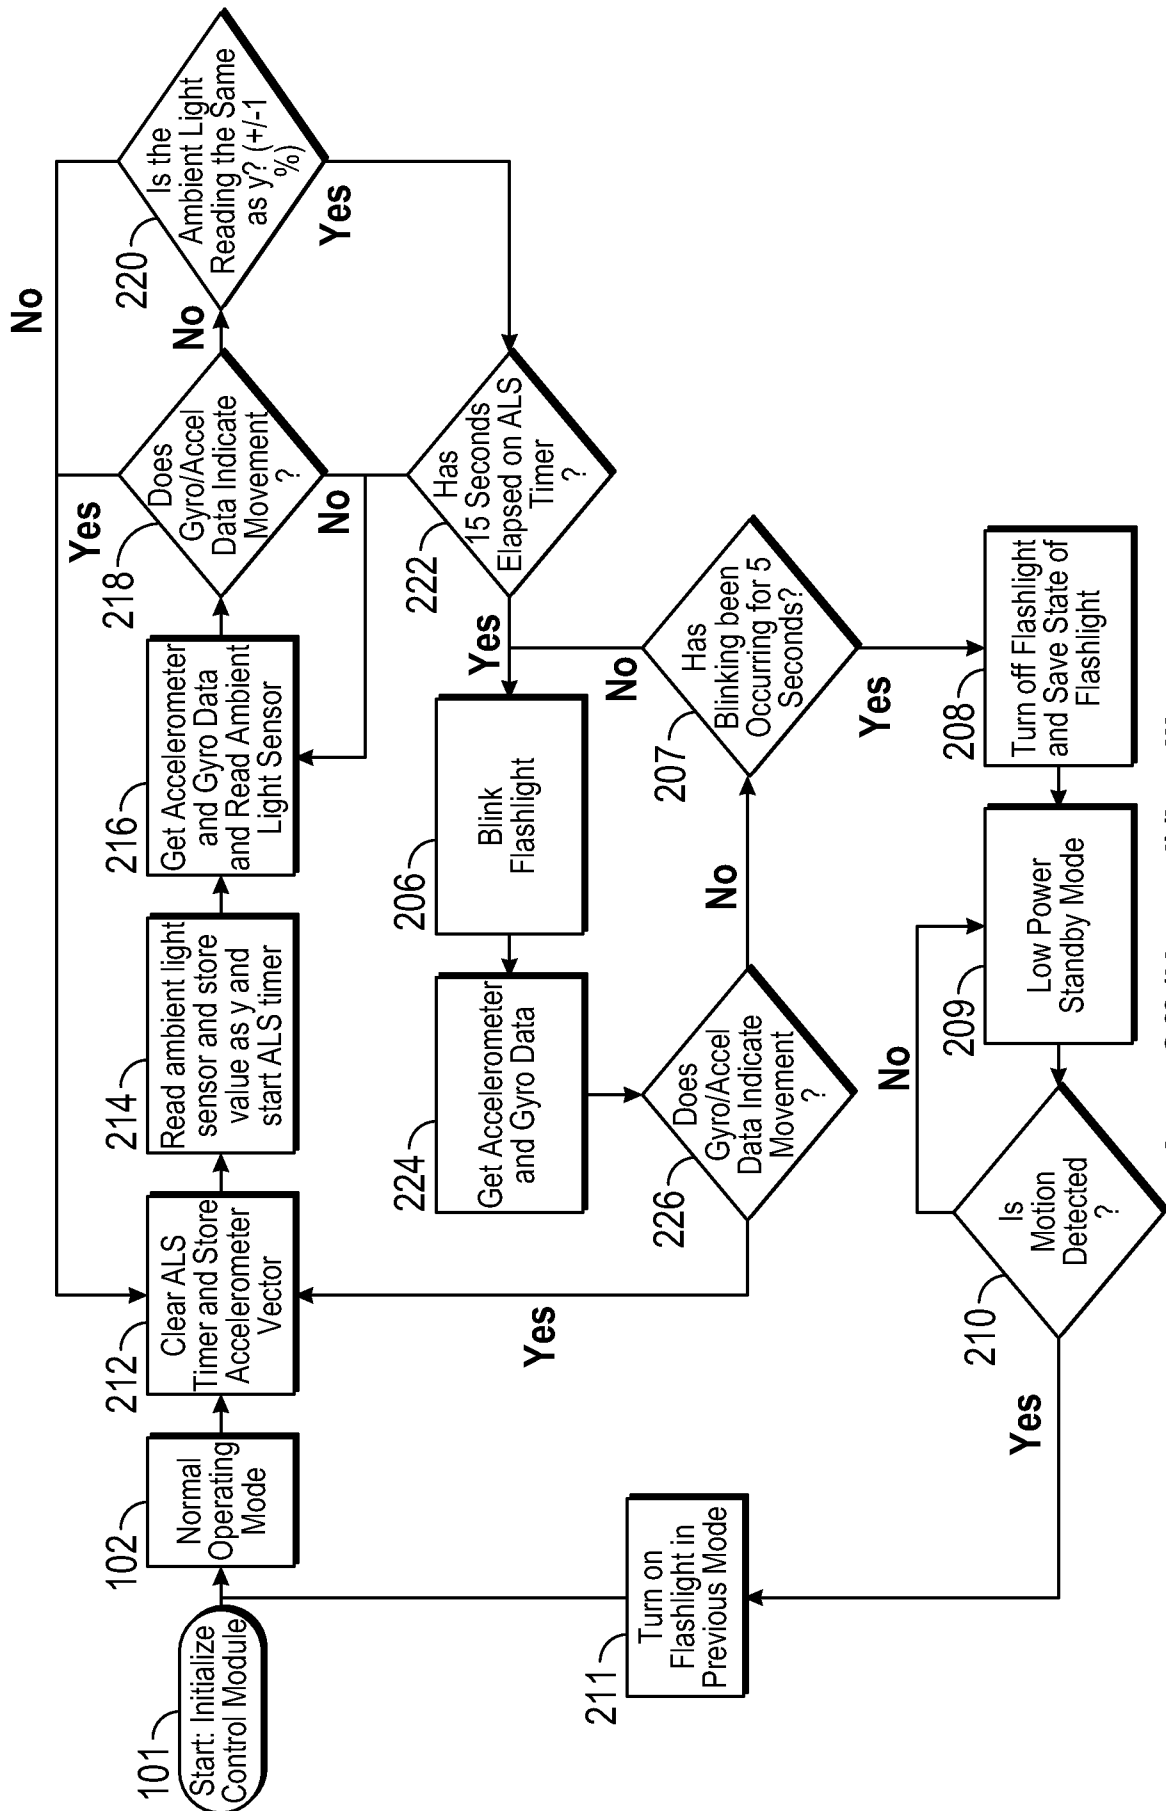 101
Start: Initialize
Control Module
102
Normal
Operating
Mode
212
Clear ALS
Timer and Store
Accelerometer
Vector
214
Read ambient light
sensor and store
value as y and
start ALS timer
216
Get Accelerometer
and Gyro Data
and Read Ambient
Light Sensor
218
Does
Gyro/Accel
Data Indicate
Movement
?
Yes
No
No
220
Is the
Ambient Light
Reading the Same
as y? (+/-1
%)
No
Yes
222
Has
15 Seconds
Elapsed on ALS
Timer
?
Yes
206
Blink
Flashlight
224
Get Accelerometer
and Gyro Data
226
Does
Gyro/Accel
Data Indicate
Movement
?
Yes
No
207
Has
Blinking been
Occurring for 5
Seconds?
No
Yes
208
Turn off Flashlight
and Save State of
Flashlight
209
Low Power
Standby Mode
210
Is
Motion
Detected
?
No
Yes
211
Turn on
Flashlight in
Previous Mode